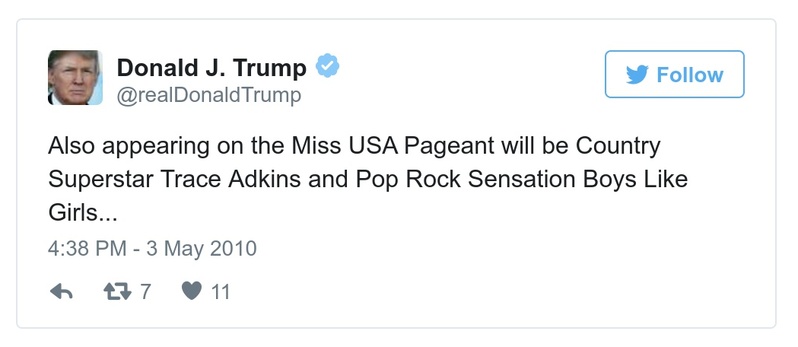 Donald J. Trump
@realDonaldTrump
Follow
Also appearing on the Miss USA Pageant will be Country
Superstar Trace Adkins and Pop Rock Sensation Boys Like
Girls...
4:38 PM - 3 May 2010
7 11